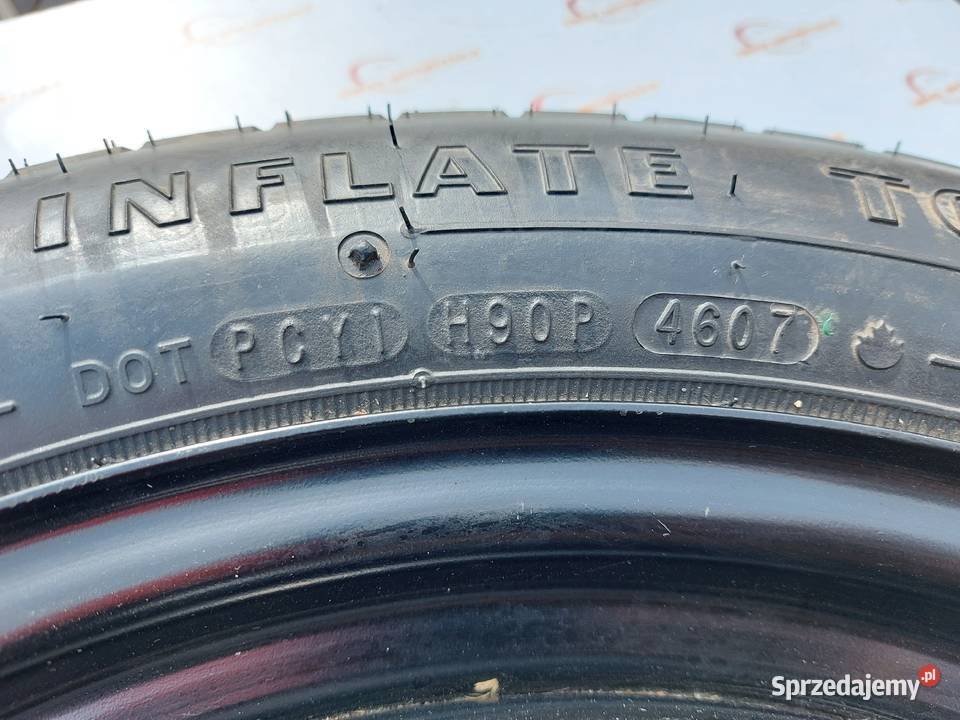 INFLATE
DOT PCY1 H90P 4607
Sprzedajemy.pl